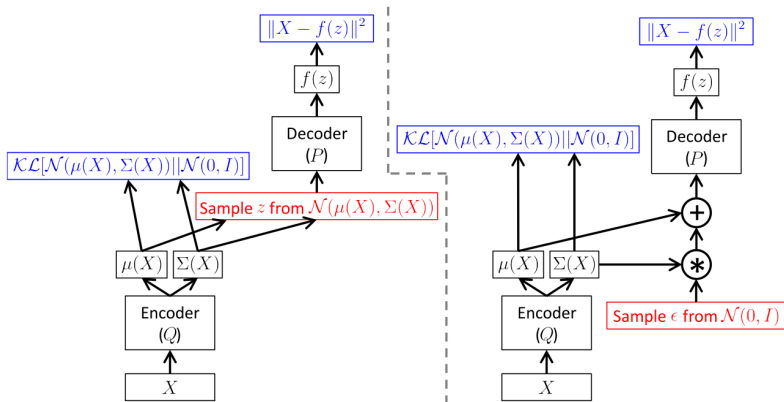 ‖X − f(z)‖²
f(z)
Decoder
(P)
𝒦ℒ[𝒩(μ(X), Σ(X))||𝒩(0, I)]
Sample z from 𝒩(μ(X), Σ(X))
μ(X)
Σ(X)
Encoder
(Q)
X
‖X − f(z)‖²
f(z)
Decoder
(P)
𝒦ℒ[𝒩(μ(X), Σ(X))||𝒩(0, I)]
+
μ(X)
Σ(X)
*
Sample ϵ from 𝒩(0, I)
Encoder
(Q)
X